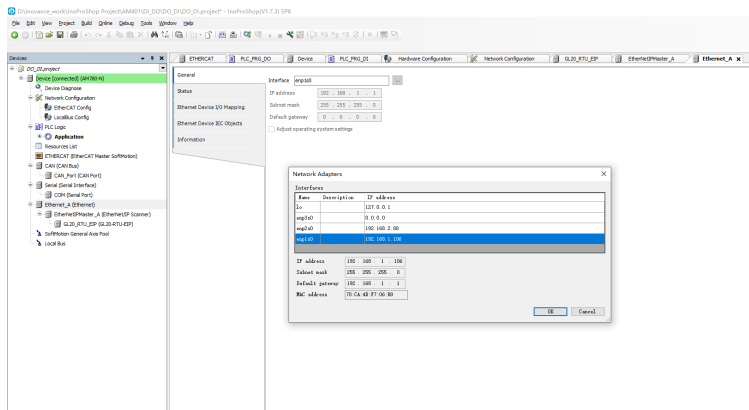 D:\Inovance_work\InoProShop Project\AM401\DI_DO\DO_DI\DO_DI.project* - InoProShop(V1.7.3) SP6
File Edit View Project Build Online Debug Tools Window Help
Devices
DO_DI.project
Device [connected] (AM780-N)
Device Diagnose
Network Configuration
EtherCAT Config
LocalBus Config
PLC Logic
Application
Resources List
ETHERCAT (EtherCAT Master SoftMotion)
CAN (CAN Bus)
CAN_Port (CAN Port)
Serial (Serial Interface)
COM (Serial Port)
Ethernet_A (Ethernet)
EtherNetIPMaster_A (EtherNet/IP Scanner)
GL20_RTU_EIP (GL20-RTU-EIP)
SoftMotion General Axis Pool
Local Bus
ETHERCAT PLC_PRG_DO Device PLC_PRG_DI Hardware Configuration Network Configuration GL20_RTU_EIP EtherNetIPMaster_A Ethernet_A
General
Status
Ethernet Device I/O Mapping
Ethernet Device IEC Objects
Information
Interface enp1s0 ...
IP address 192 . 168 . 1 . 1
Subnet mask 255 . 255 . 255 . 0
Default gateway 0 . 0 . 0 . 0
Adjust operating system settings
Network Adapters
Interfaces
Name Description IP address
lo 127.0.0.1
enp3s0 0.0.0.0
enp2s0 192.168.2.88
enp1s0 192.168.1.106
IP address 192 . 168 . 1 . 106
Subnet mask 255 . 255 . 255 . 0
Default gateway 192 . 168 . 1 . 1
MAC address 70:CA:4D:F7:06:B8
OK Cancel